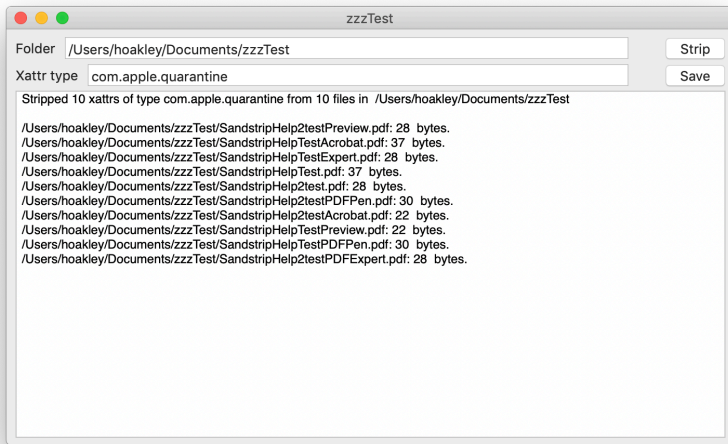 zzzTest
Folder /Users/hoakley/Documents/zzzTest Strip
Xattr type com.apple.quarantine Save
Stripped 10 xattrs of type com.apple.quarantine from 10 files in  /Users/hoakley/Documents/zzzTest
/Users/hoakley/Documents/zzzTest/SandstripHelp2testPreview.pdf: 28  bytes.
/Users/hoakley/Documents/zzzTest/SandstripHelpTestAcrobat.pdf: 37  bytes.
/Users/hoakley/Documents/zzzTest/SandstripHelpTestExpert.pdf: 28  bytes.
/Users/hoakley/Documents/zzzTest/SandstripHelpTest.pdf: 37  bytes.
/Users/hoakley/Documents/zzzTest/SandstripHelp2test.pdf: 28  bytes.
/Users/hoakley/Documents/zzzTest/SandstripHelp2testPDFPen.pdf: 30  bytes.
/Users/hoakley/Documents/zzzTest/SandstripHelp2testAcrobat.pdf: 22  bytes.
/Users/hoakley/Documents/zzzTest/SandstripHelpTestPreview.pdf: 22  bytes.
/Users/hoakley/Documents/zzzTest/SandstripHelpTestPDFPen.pdf: 30  bytes.
/Users/hoakley/Documents/zzzTest/SandstripHelp2testPDFExpert.pdf: 28  bytes.